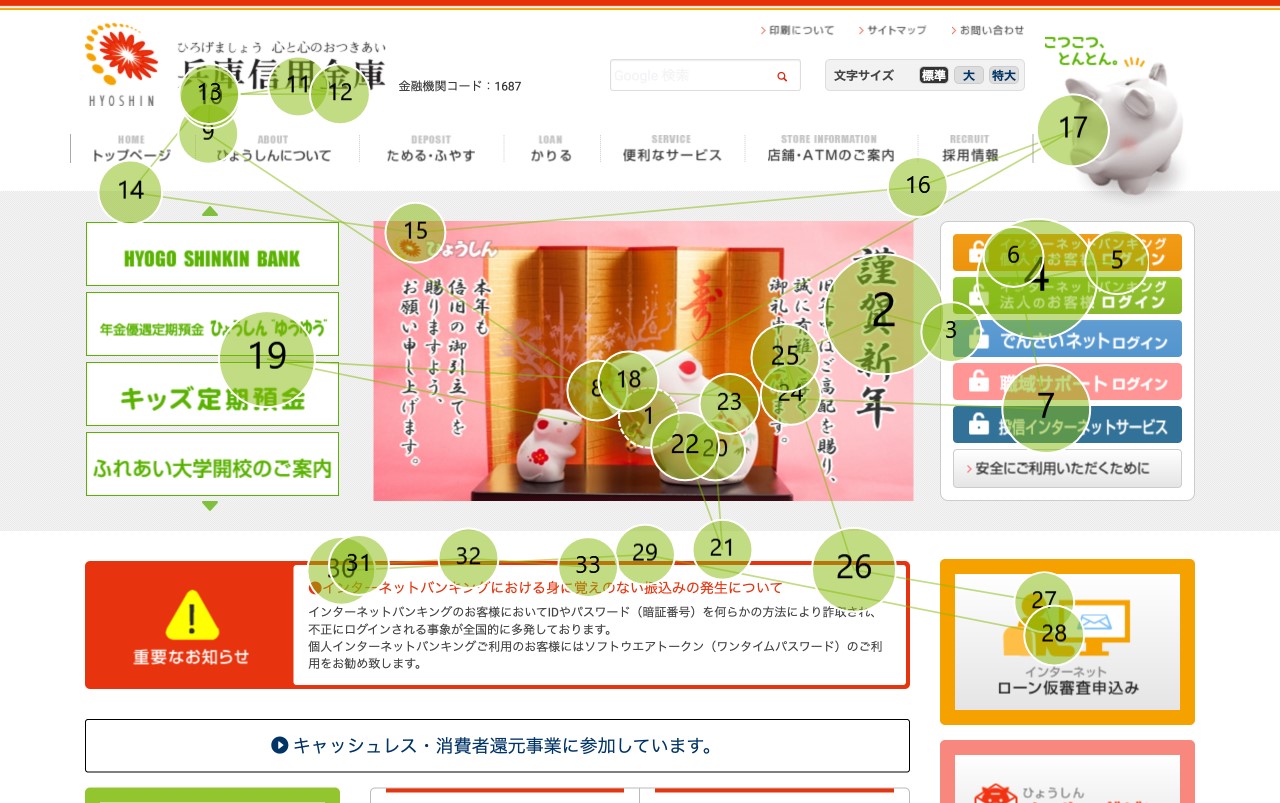 ひろげましょう 心と心のおつきあい
兵庫信用金庫
HYOSHIN
金融機関コード：1687
印刷について
サイトマップ
お問い合わせ
Google 検索
文字サイズ
標準
大
特大
こつこつ、
とんとん。
HOME
トップページ
ABOUT
ひょうしんについて
DEPOSIT
ためる・ふやす
LOAN
かりる
SERVICE
便利なサービス
STORE INFORMATION
店舗・ATMのご案内
RECRUIT
採用情報
HYOGO SHINKIN BANK
年金優遇定期預金 ひょうしん"ゆうゆう"
キッズ定期預金
ふれあい大学開校のご案内
ひょうしん
謹賀新年
旧年中はご高配を賜り、
誠に有難く
御礼申し上げます。
本年も
倍旧の御引立てを
賜りますよう、
お願い申し上げます。
寿
インターネットバンキング
個人のお客様 ログイン
インターネットバンキング
法人のお客様 ログイン
でんさいネット ログイン
職域サポート ログイン
投信インターネットサービス
安全にご利用いただくために
重要なお知らせ
インターネットバンキングにおける身に覚えのない振込みの発生について
インターネットバンキングのお客様においてIDやパスワード（暗証番号）を何らかの方法により詐取され、
不正にログインされる事象が全国的に多発しております。
個人インターネットバンキングご利用のお客様にはソフトウエアトークン（ワンタイムパスワード）のご利
用をお勧め致します。
インターネット
ローン仮審査申込み
キャッシュレス・消費者還元事業に参加しています。
ひょうしん
1
2
3
4
5
6
7
8
9
10
11
12
13
14
15
16
17
18
19
20
21
22
23
24
25
26
27
28
29
30
31
32
33